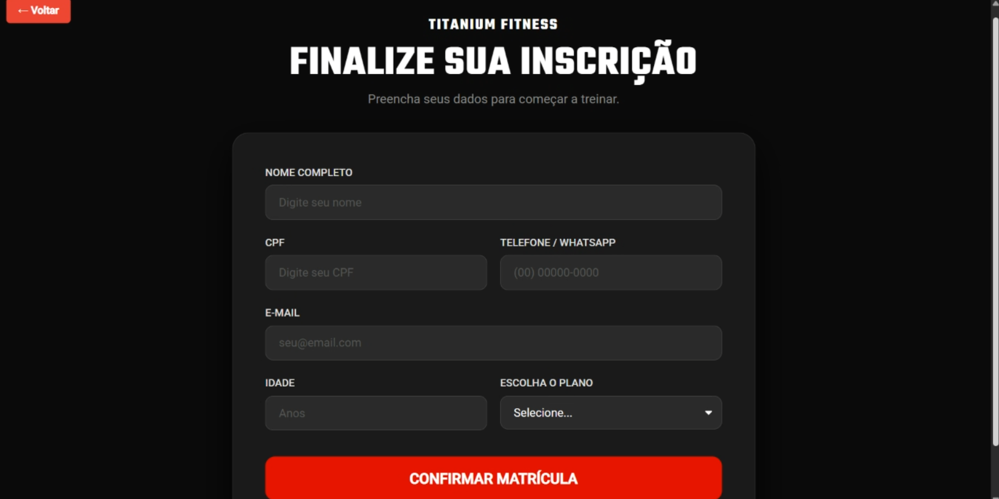 ← Voltar
TITANIUM FITNESS
FINALIZE SUA INSCRIÇÃO
Preencha seus dados para começar a treinar.
NOME COMPLETO
Digite seu nome
CPF
TELEFONE / WHATSAPP
Digite seu CPF
(00) 00000-0000
E-MAIL
seu@email.com
IDADE
ESCOLHA O PLANO
Anos
Selecione...
CONFIRMAR MATRÍCULA